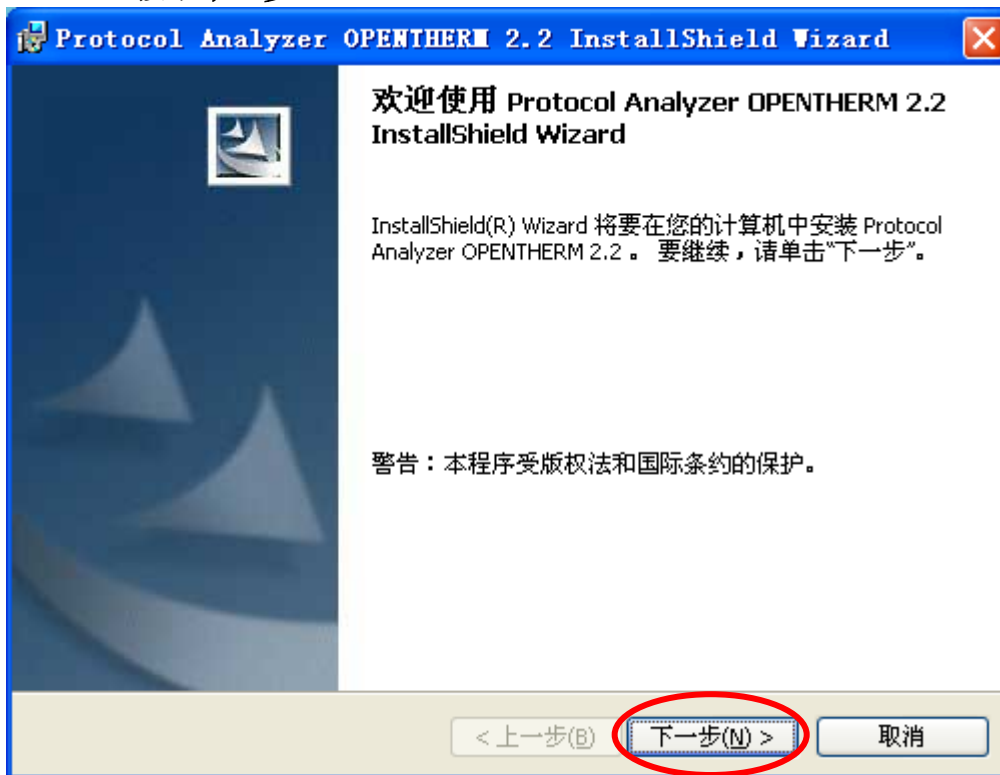 Protocol Analyzer OPENTHERM 2.2 InstallShield Wizard
欢迎使用 Protocol Analyzer OPENTHERM 2.2
InstallShield Wizard
InstallShield(R) Wizard 将要在您的计算机中安装 Protocol
Analyzer OPENTHERM 2.2 。 要继续，请单击“下一步”。
警告：本程序受版权法和国际条约的保护。
< 上一步(B) 下一步(N) > 取消